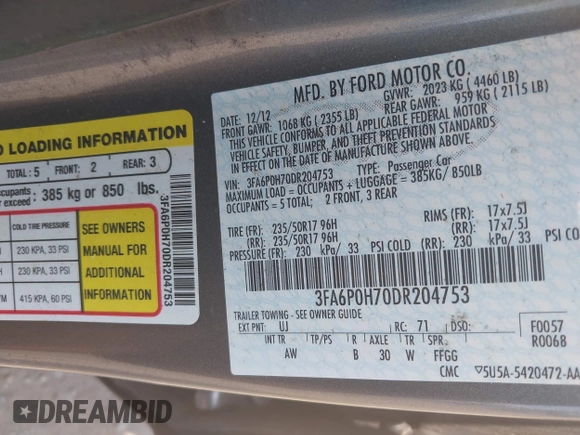 O LOADING INFORMATION
TOTAL : 5 FRONT: 2 REAR: 3
occupants
exceed : 385 kg or 850 lbs.
COLD TIRE PRESSURE
230 KPA, 33 PSI
230 KPA, 33 PSI
415 KPA, 60 PSI
SEE OWNERS
MANUAL FOR
ADDITIONAL
INFORMATION
3FA6P0H70DR204753
MFD. BY FORD MOTOR CO.
DATE: 12/12 GVWR: 2023 KG ( 4460 LB)
FRONT GAWR: 1068 KG ( 2355 LB) REAR GAWR: 959 KG ( 2115 LB)
THIS VEHICLE CONFORMS TO ALL APPLICABLE FEDERAL MOTOR
VEHICLE SAFETY, BUMPER, AND THEFT PREVENTION STANDARDS
IN EFFECT ON THE DATE OF MANUFACTURE SHOWN ABOVE.
VIN: 3FA6P0H70DR204753 TYPE: Passenger Car
MAXIMUM LOAD = OCCUPANTS + LUGGAGE = 385KG/ 850LB
OCCUPANTS = 5 TOTAL; 2 FRONT, 3 REAR
TIRE (FR): 235/50R17 96H RIMS (FR): 17x7.5J
(RR): 235/50R17 96H (RR): 17x7.5J
PRESSURE (FR): 230 kPa/ 33 PSI COLD (RR): 230 kPa/ 33 PSI CO
3FA6P0H70DR204753
TRAILER TOWING - SEE OWNER GUIDE
EXT PNT: UJ RC: 71 DSO: F0057
INT TR TP/PS R AXLE TR SPR R0068
AW B 30 W FFGG
CMC 5U5A-5420472-AA
DREAMBID